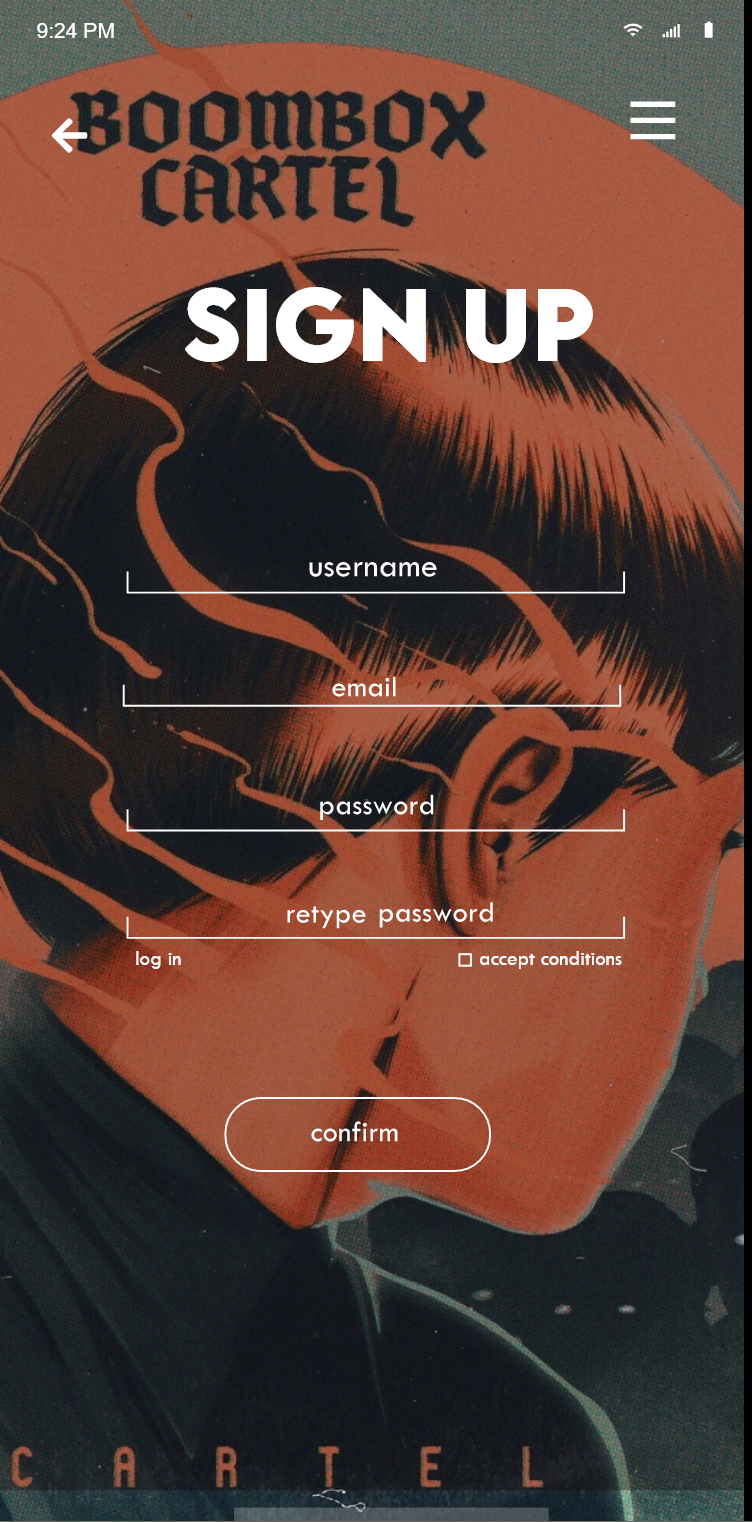 9:24 PM
BOOMBOX
CARTEL
SIGN UP
username
email
password
retype password
log in
accept conditions
confirm
CARTEL